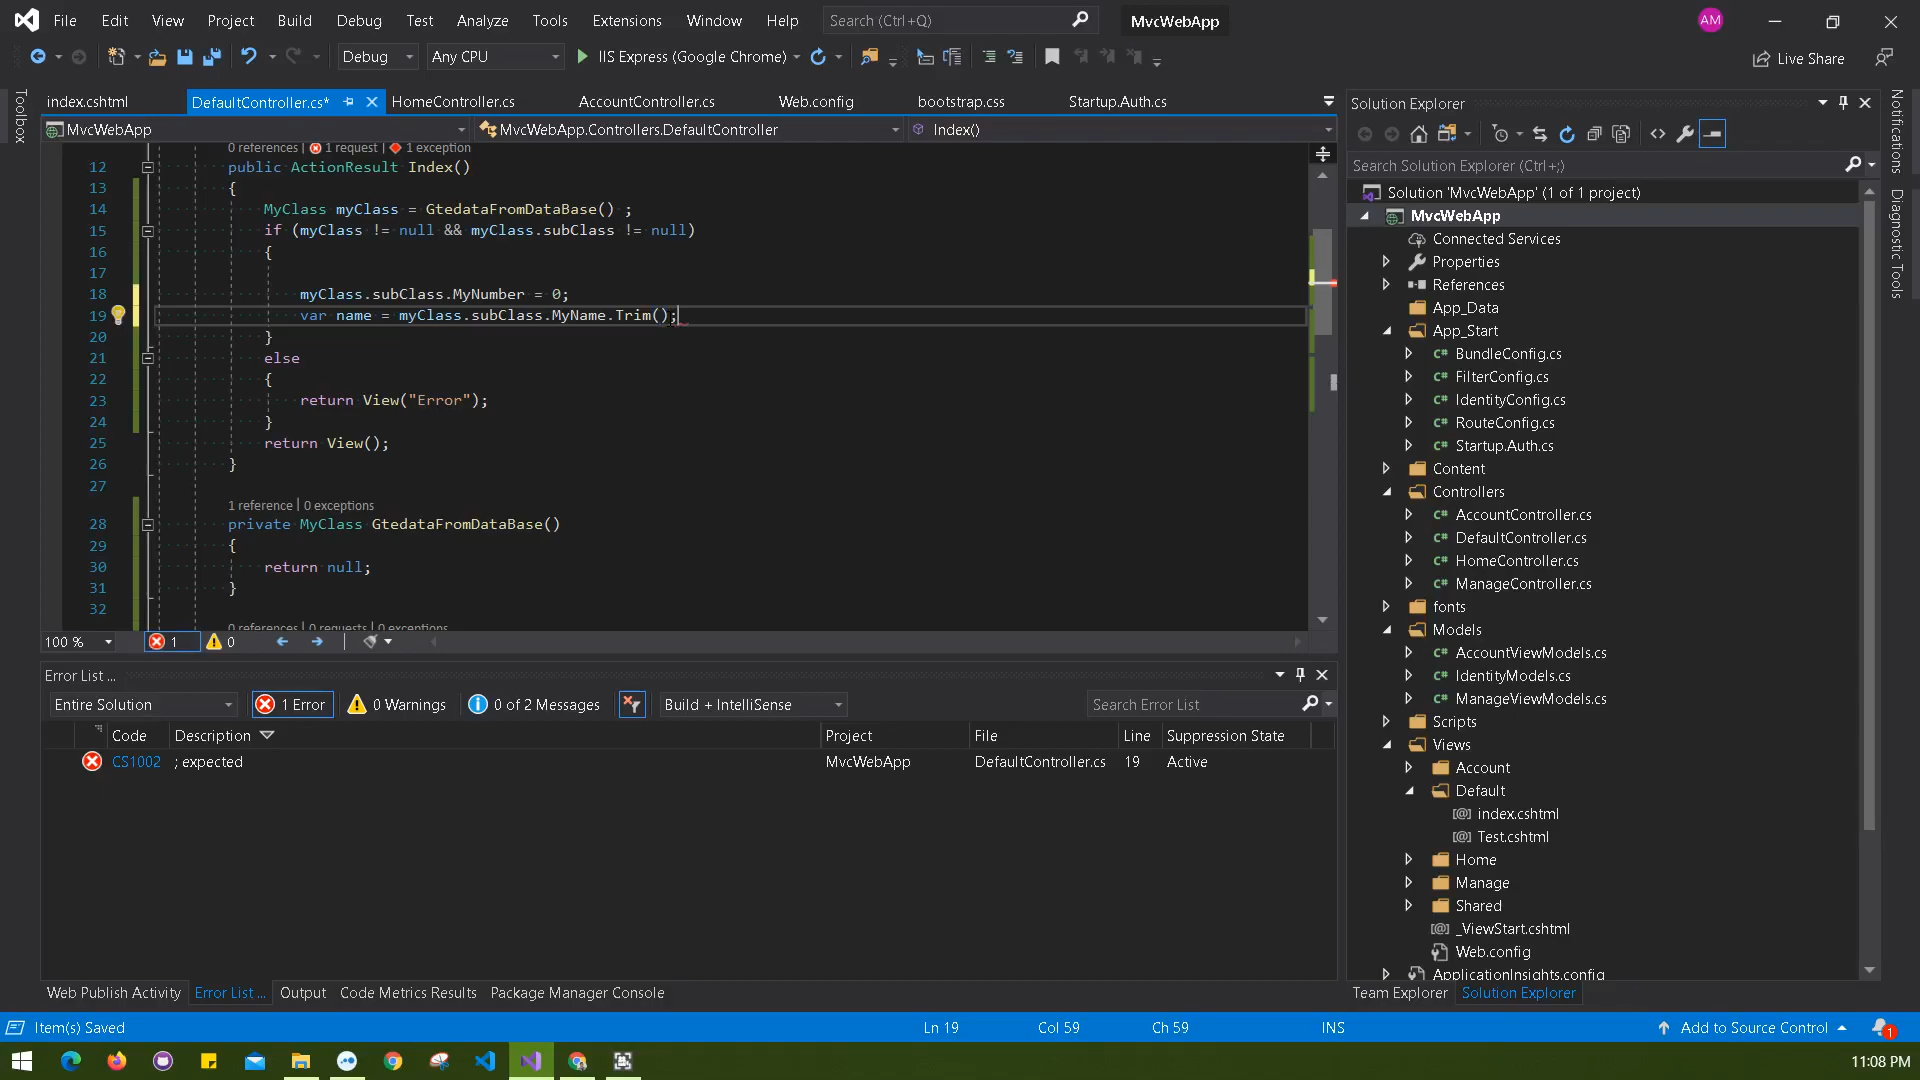 File Edit View Project Build Debug Test Analyze Tools Extensions Window Help Search (Ctrl+Q) MvcWebApp AM
Debug Any CPU IIS Express (Google Chrome) Live Share
index.cshtml DefaultController.cs* HomeController.cs AccountController.cs Web.config bootstrap.css Startup.Auth.cs
MvcWebApp MvcWebApp.Controllers.DefaultController Index()
Toolbox
0 references | 1 request | 1 exception
12 public ActionResult Index()
13 {
14 MyClass myClass = GtedataFromDataBase() ;
15 if (myClass != null && myClass.subClass != null)
16 {
17
18 myClass.subClass.MyNumber = 0;
19 var name = myClass.subClass.MyName.Trim();
20 }
21 else
22 {
23 return View("Error");
24 }
25 return View();
26 }
27
1 reference | 0 exceptions
28 private MyClass GtedataFromDataBase()
29 {
30 return null;
31 }
32
0 references | 0 requests | 0 exceptions
100 % 1 0
Error List ...
Entire Solution 1 Error 0 Warnings 0 of 2 Messages Build + IntelliSense Search Error List
Code Description Project File Line Suppression State
CS1002 ; expected MvcWebApp DefaultController.cs 19 Active
Web Publish Activity Error List ... Output Code Metrics Results Package Manager Console
Solution Explorer
Search Solution Explorer (Ctrl+;)
Solution 'MvcWebApp' (1 of 1 project)
MvcWebApp
Connected Services
Properties
References
App_Data
App_Start
C# BundleConfig.cs
C# FilterConfig.cs
C# IdentityConfig.cs
C# RouteConfig.cs
C# Startup.Auth.cs
Content
Controllers
C# AccountController.cs
C# DefaultController.cs
C# HomeController.cs
C# ManageController.cs
fonts
Models
C# AccountViewModels.cs
C# IdentityModels.cs
C# ManageViewModels.cs
Scripts
Views
Account
Default
[@] index.cshtml
[@] Test.cshtml
Home
Manage
Shared
[@] _ViewStart.cshtml
Web.config
ApplicationInsights.config
Team Explorer Solution Explorer
Notifications
Diagnostic Tools
Item(s) Saved Ln 19 Col 59 Ch 59 INS Add to Source Control 1
11:08 PM